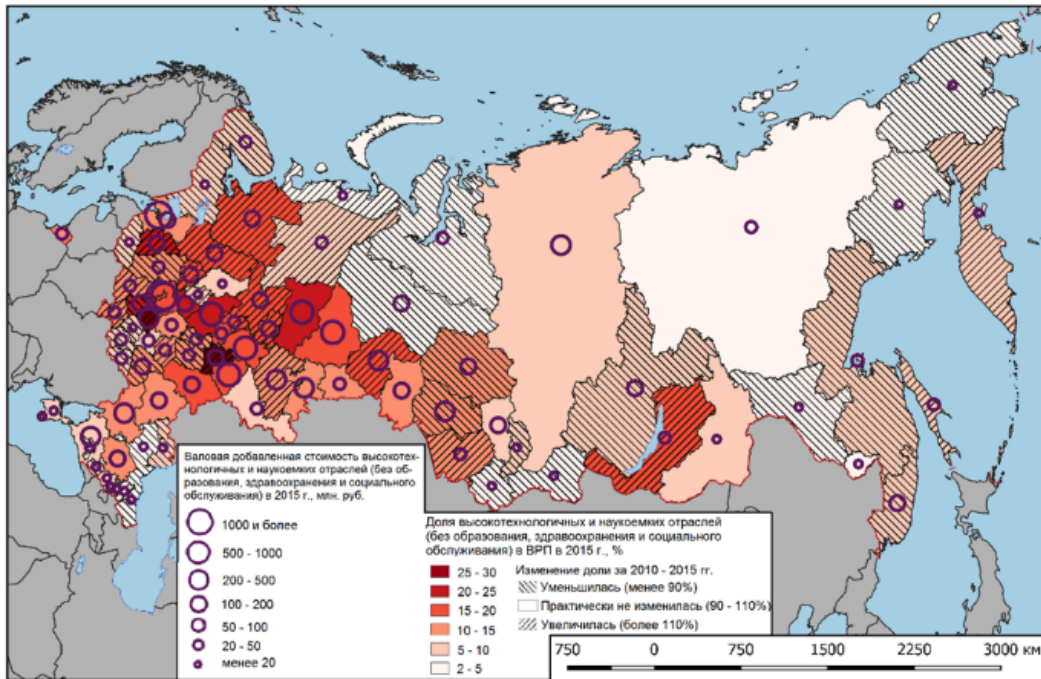 Валовая добавленная стоимость высокотех-
нологичных и наукоемких отраслей (без об-
разования, здравоохранения и социального
обслуживания) в 2015 г., млн. руб.
1000 и более
500 - 1000
200 - 500
100 - 200
50 - 100
20 - 50
менее 20
Доля высокотехнологичных и наукоемких отраслей
(без образования, здравоохранения и социального
обслуживания) в ВРП в 2015 г., %
25 - 30
20 - 25
15 - 20
10 - 15
5 - 10
2 - 5
Изменение доли за 2010 - 2015 гг.
Уменьшилась (менее 90%)
Практически не изменилась (90 - 110%)
Увеличилась (более 110%)
750 0 750 1500 2250 3000 км